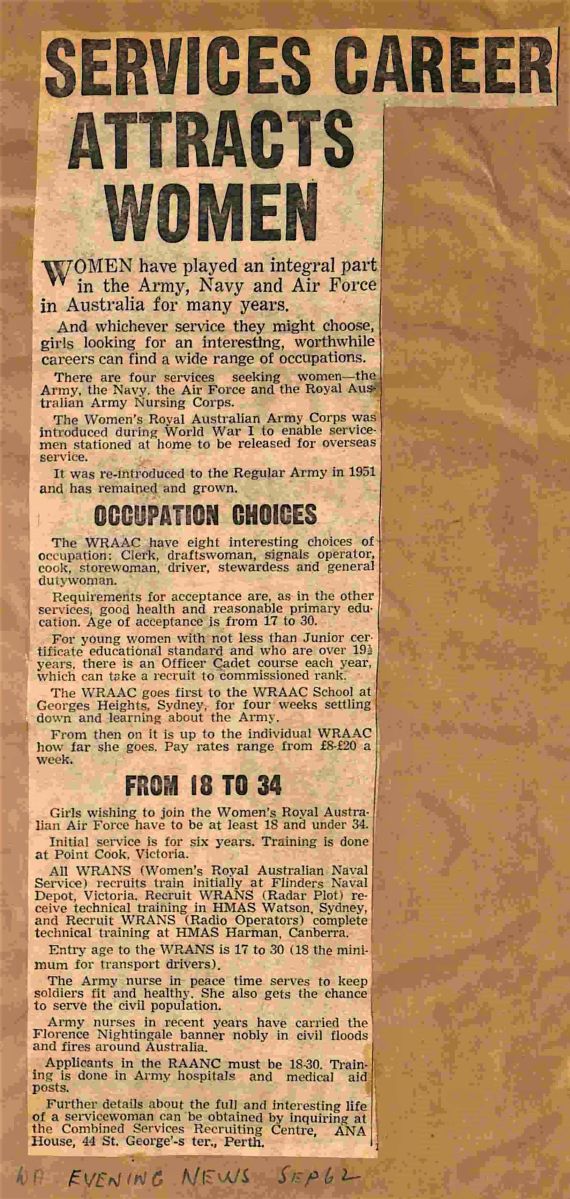 SERVICES CAREER
ATTRACTS
WOMEN
WOMEN have played an integral part
in the Army, Navy and Air Force
in Australia for many years.
And whichever service they might choose,
girls looking for an interesting, worthwhile
careers can find a wide range of occupations.
There are four services seeking women—the
Army, the Navy, the Air Force and the Royal Aus-
tralian Army Nursing Corps.
The Women's Royal Australian Army Corps was
introduced during World War I to enable service-
men stationed at home to be released for overseas
service.
It was re-introduced to the Regular Army in 1951
and has remained and grown.
OCCUPATION CHOICES
The WRAAC have eight interesting choices of
occupation: Clerk, draftswoman, signals operator,
cook, storewoman, driver, stewardess and general
dutywoman.
Requirements for acceptance are, as in the other
services, good health and reasonable primary edu-
cation. Age of acceptance is from 17 to 30.
For young women with not less than Junior cer-
tificate educational standard and who are over 19½
years, there is an Officer Cadet course each year,
which can take a recruit to commissioned rank.
The WRAAC goes first to the WRAAC School at
Georges Heights, Sydney, for four weeks settling
down and learning about the Army.
From then on it is up to the individual WRAAC
how far she goes. Pay rates range from £8-£20 a
week.
FROM 18 TO 34
Girls wishing to join the Women's Royal Austra-
lian Air Force have to be at least 18 and under 34.
Initial service is for six years. Training is done
at Point Cook, Victoria.
All WRANS (Women's Royal Australian Naval
Service) recruits train initially at Flinders Naval
Depot, Victoria. Recruit WRANS (Radar Plot) re-
ceive technical training in HMAS Watson, Sydney,
and Recruit WRANS (Radio Operators) complete
technical training at HMAS Harman, Canberra.
Entry age to the WRANS is 17 to 30 (18 the mini-
mum for transport drivers).
The Army nurse in peace time serves to keep
soldiers fit and healthy. She also gets the chance
to serve the civil population.
Army nurses in recent years have carried the
Florence Nightingale banner nobly in civil floods
and fires around Australia.
Applicants in the RAANC must be 18-30. Train-
ing is done in Army hospitals and medical aid
posts.
Further details about the full and interesting life
of a servicewoman can be obtained by inquiring at
the Combined Services Recruiting Centre, ANA
House, 44 St. George'-s ter., Perth.
WA EVENING NEWS SEP 62